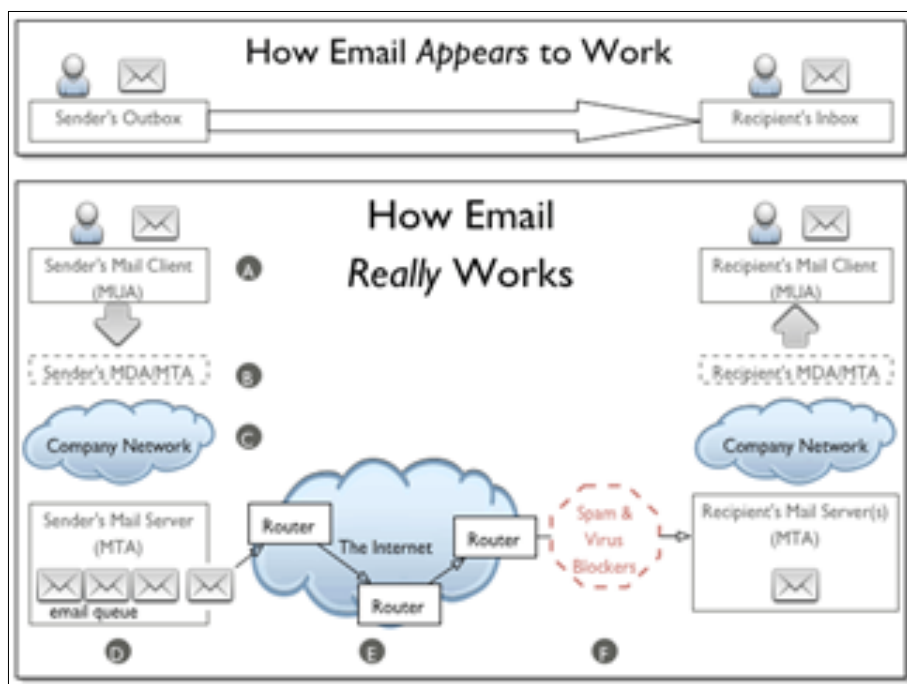 How Email Appears to Work
Sender's Outbox
Recipient's Inbox
How Email
Really Works
Sender's Mail Client
(MUA)
A
Recipient's Mail Client
(MUA)
Sender's MDA/MTA
B
Recipient's MDA/MTA
Company Network
C
Company Network
Sender's Mail Server
(MTA)
email queue
Router
The Internet
Router
Router
Spam &
Virus
Blockers
Recipient's Mail Server(s)
(MTA)
D
E
F